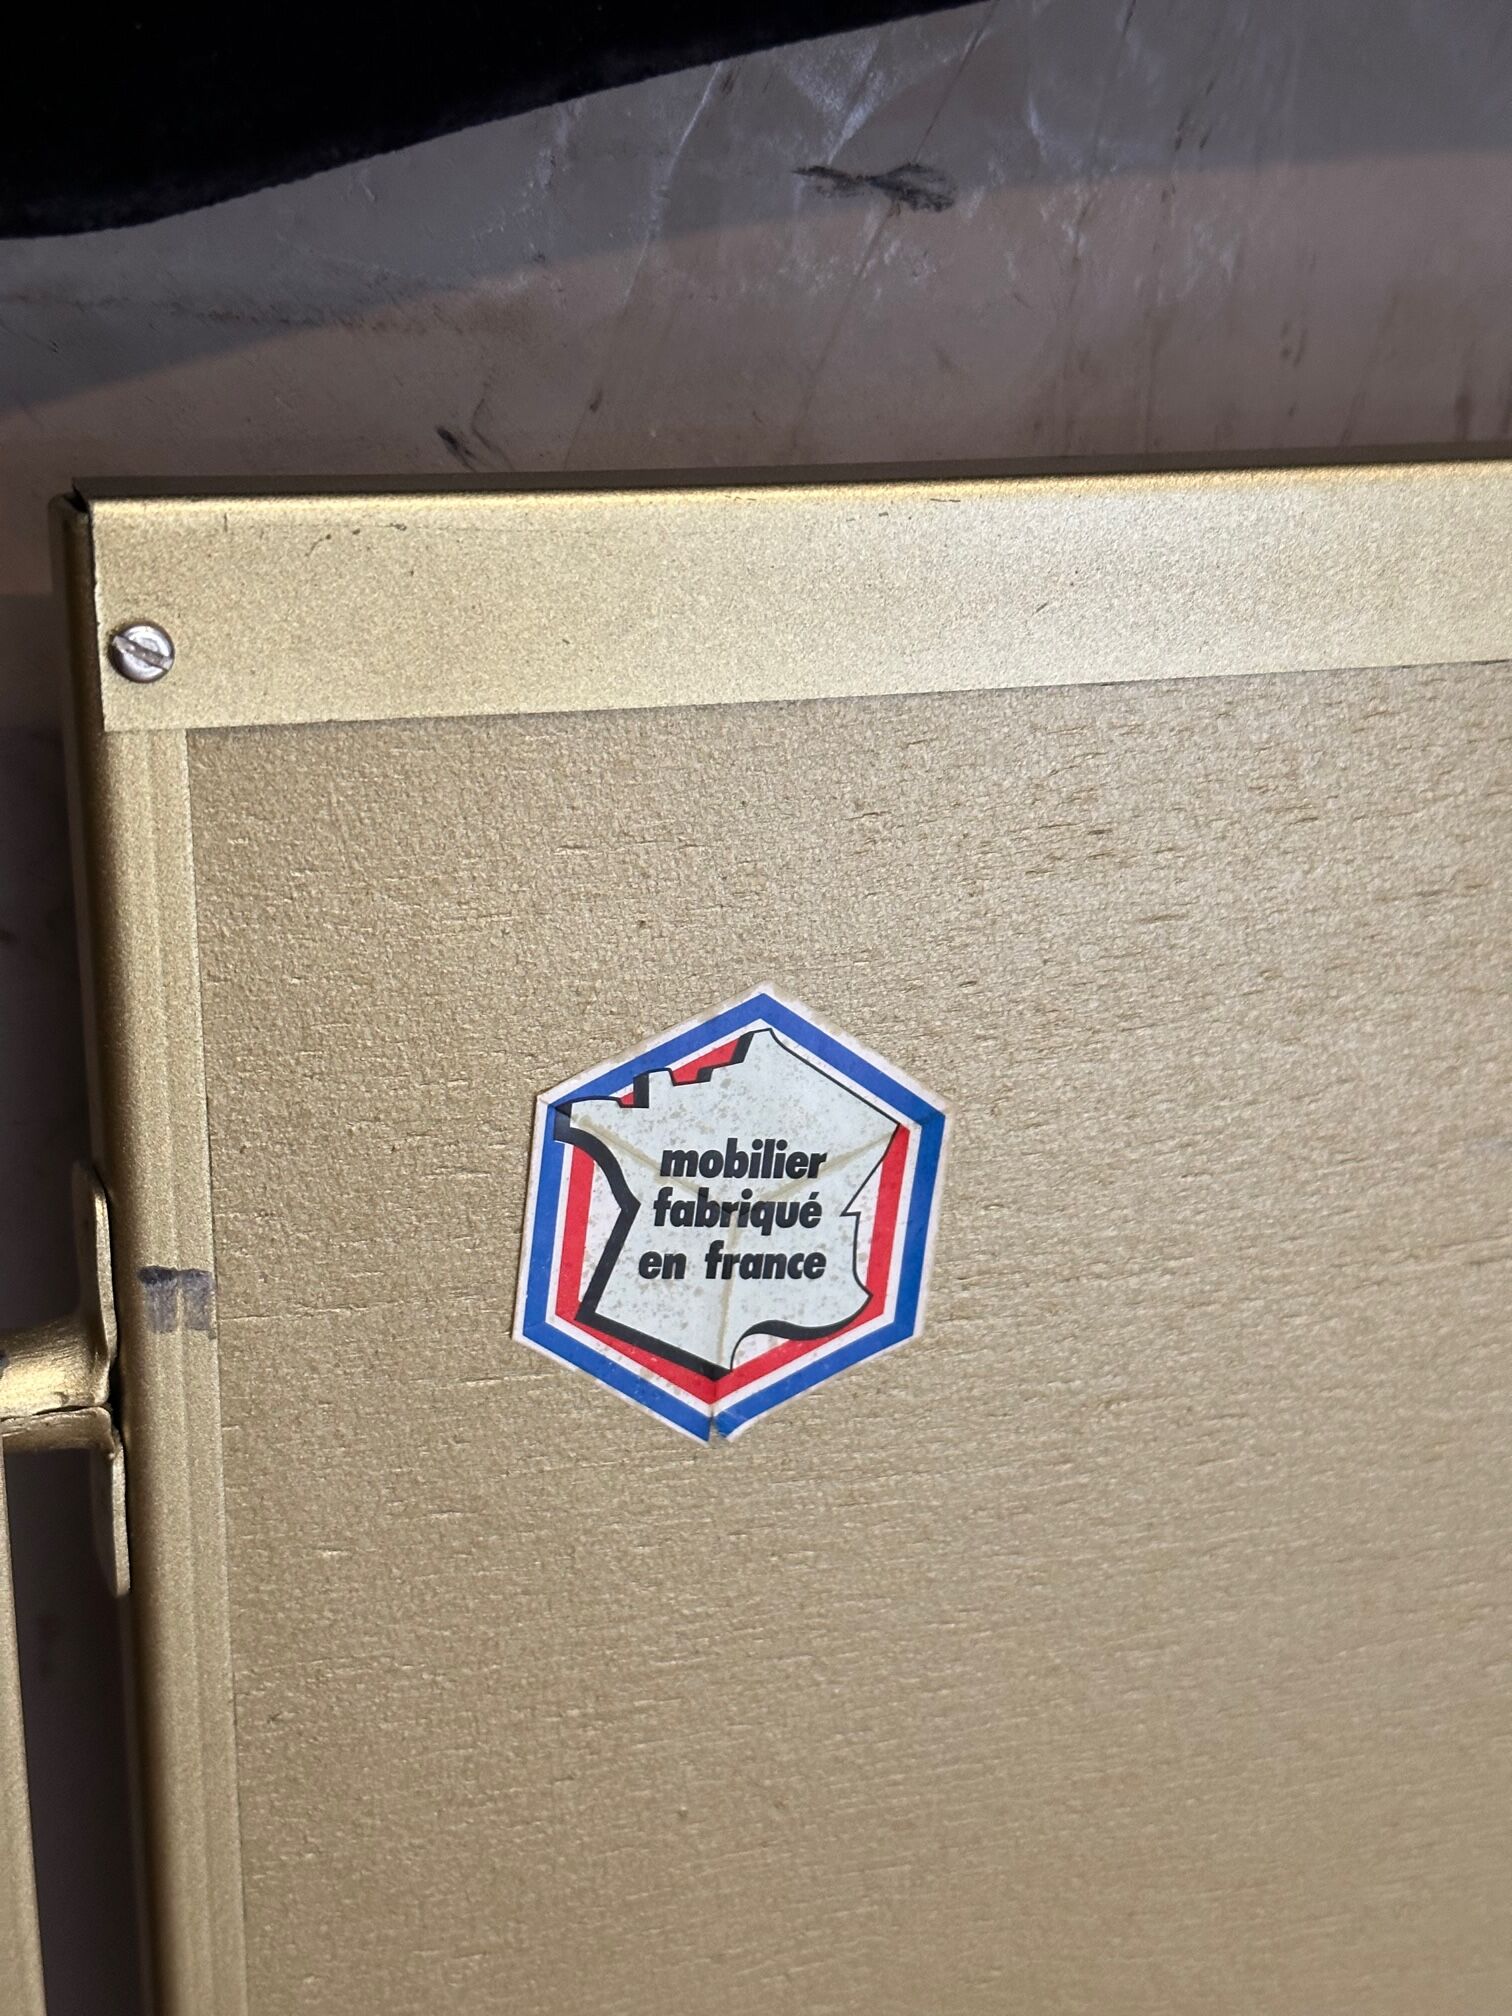 mobilier
fabriqué
en france